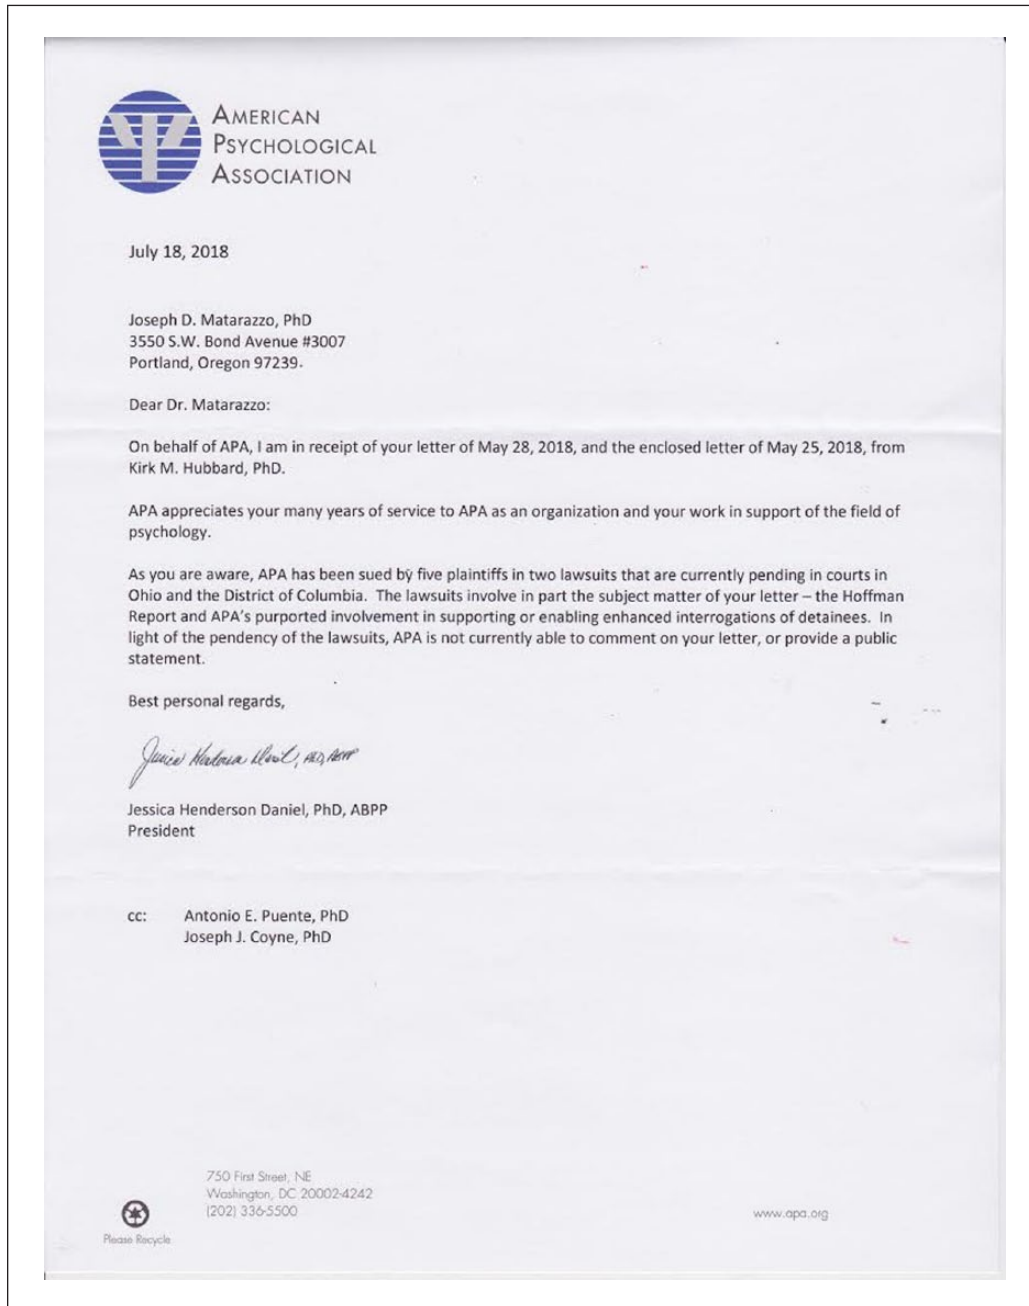 AMERICAN
PSYCHOLOGICAL
ASSOCIATION
July 18, 2018
Joseph D. Matarazzo, PhD
3550 S.W. Bond Avenue #3007
Portland, Oregon 97239.
Dear Dr. Matarazzo:
On behalf of APA, I am in receipt of your letter of May 28, 2018, and the enclosed letter of May 25, 2018, from
Kirk M. Hubbard, PhD.
APA appreciates your many years of service to APA as an organization and your work in support of the field of
psychology.
As you are aware, APA has been sued by five plaintiffs in two lawsuits that are currently pending in courts in
Ohio and the District of Columbia. The lawsuits involve in part the subject matter of your letter – the Hoffman
Report and APA's purported involvement in supporting or enabling enhanced interrogations of detainees. In
light of the pendency of the lawsuits, APA is not currently able to comment on your letter, or provide a public
statement.
Best personal regards,
Jessica Henderson Daniel, PhD, ABPP
Jessica Henderson Daniel, PhD, ABPP
President
cc: Antonio E. Puente, PhD
Joseph J. Coyne, PhD
750 First Street, NE
Washington, DC 20002-4242
(202) 336-5500
www.apa.org
Please Recycle